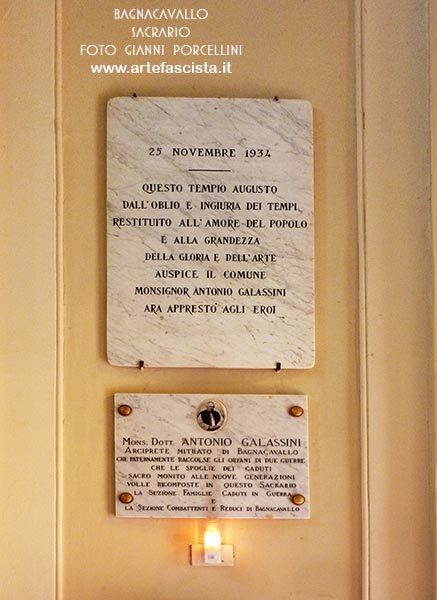 BAGNACAVALLO
SACRARIO
FOTO GIANNI PORCELLINI
www.artefascista.it
25 NOVEMBRE 1934
QUESTO TEMPIO AUGUSTO
DALL'OBLIO E INGIURIA DEI TEMPI
RESTITUITO ALL'AMORE DEL POPOLO
E ALLA GRANDEZZA
DELLA GLORIA E DELL'ARTE
AUSPICE IL COMUNE
MONSIGNOR ANTONIO GALASSINI
ARA APPRESTO AGLI EROI
MONS. DOTT. ANTONIO GALASSINI
ARCIPRETE MITRATO DI BAGNACAVALLO
CHE PATERNAMENTE RACCOLSE GLI ORFANI DI DUE GUERRE
CHE LE SPOGLIE DEI CADUTI
SACRO MONITO ALLE NUOVE GENERAZIONI
VOLLE RICOMPOSTE IN QUESTO SACRARIO
LA SEZIONE FAMIGLIE CADUTI IN GUERRA
E
LA SEZIONE COMBATTENTI E REDUCI DI BAGNACAVALLO